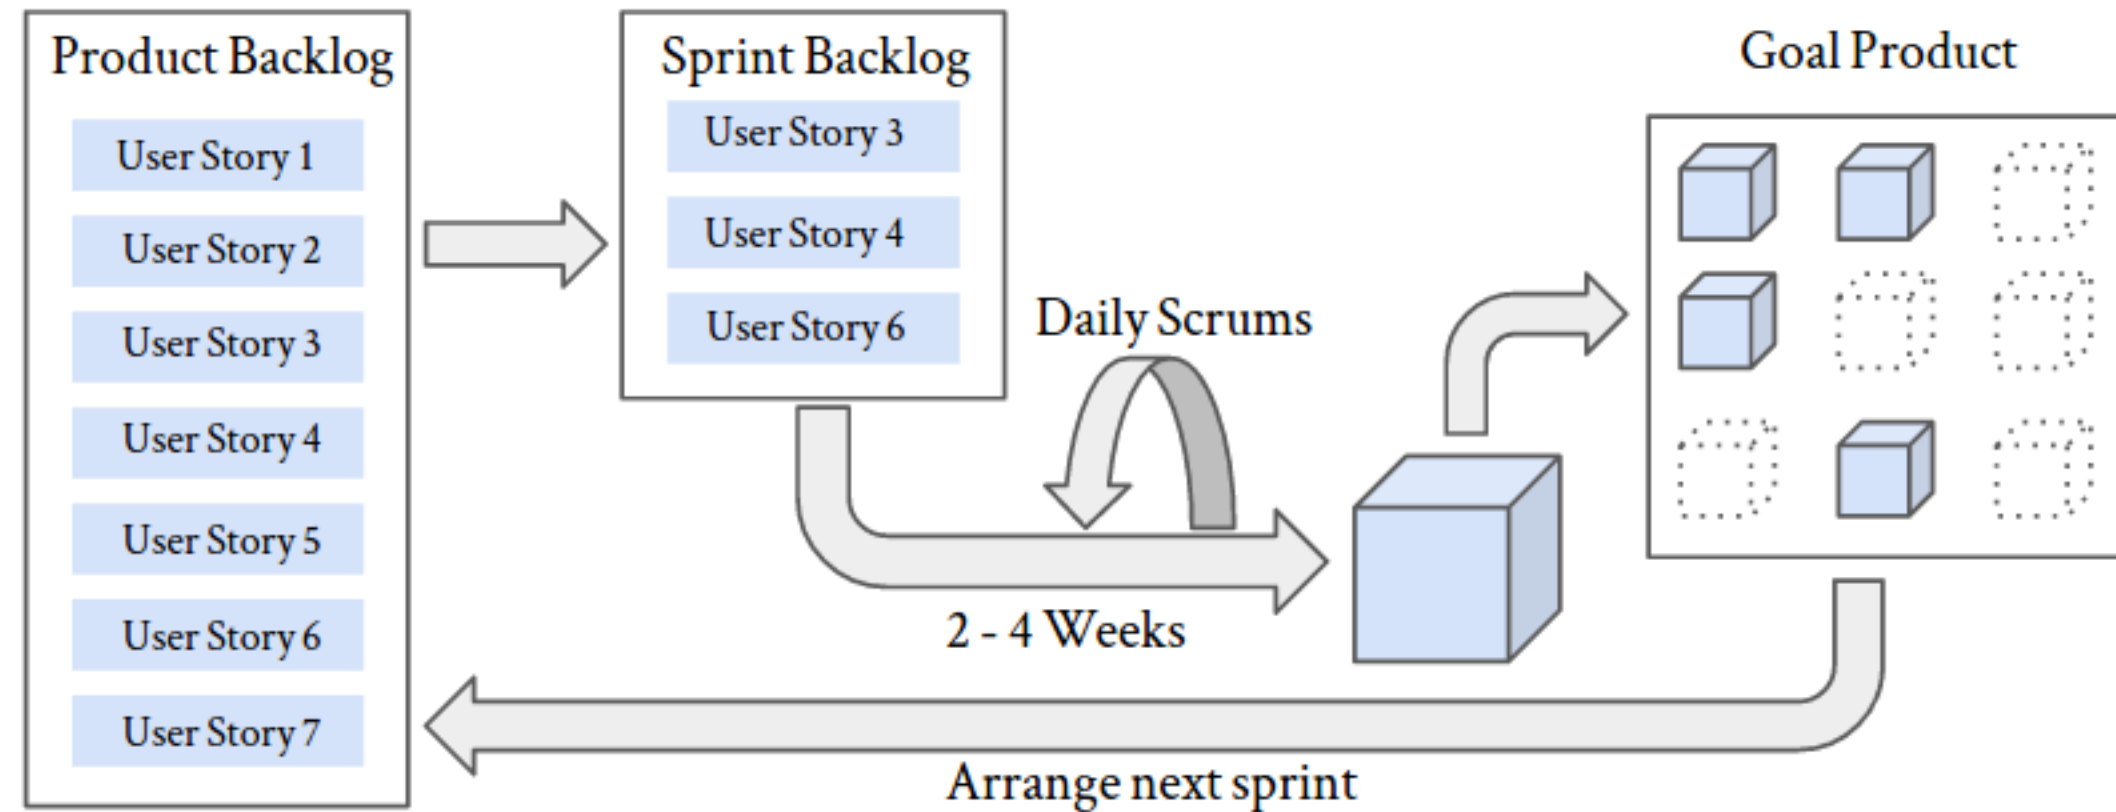 Product Backlog
User Story 1
User Story 2
User Story 3
User Story 4
User Story 5
User Story 6
User Story 7
Sprint Backlog
User Story 3
User Story 4
User Story 6
Daily Scrums
2 - 4 Weeks
Goal Product
Arrange next sprint